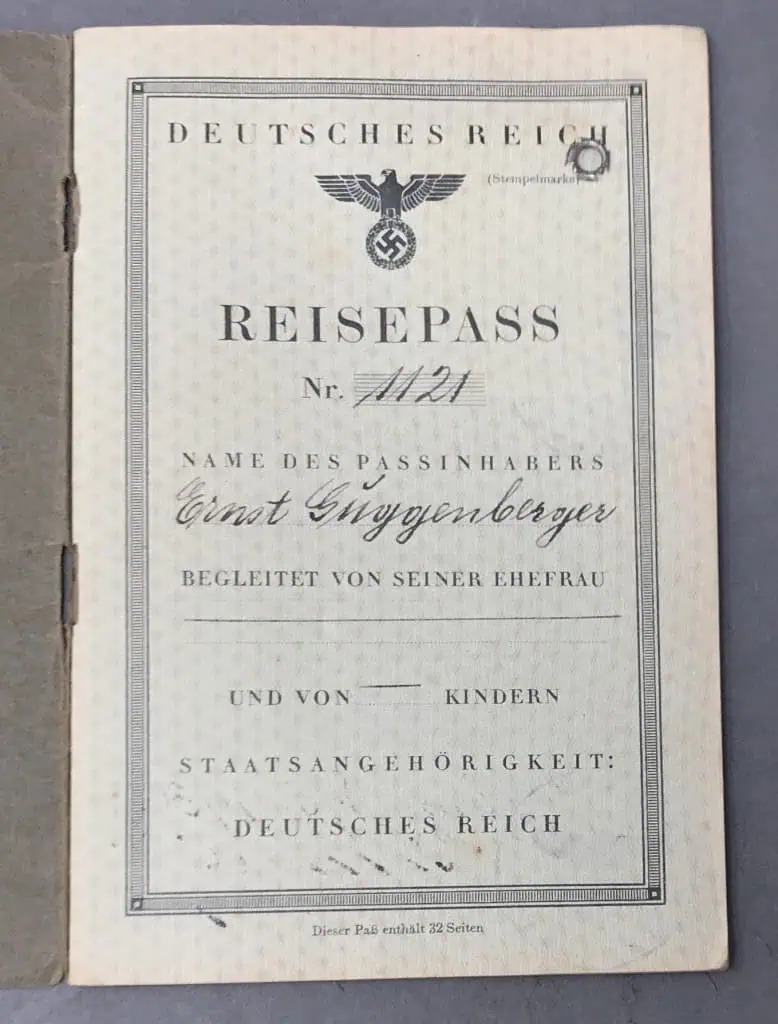 DEUTSCHES REICH
(Stempelmarke)
REISEPASS
Nr. 1121
NAME DES PASSINHABERS
Ernst Guggenberger
BEGLEITET VON SEINER EHEFRAU
UND VON — KINDERN
STAATSANGEHÖRIGKEIT:
DEUTSCHES REICH
Dieser Paß enthält 32 Seiten